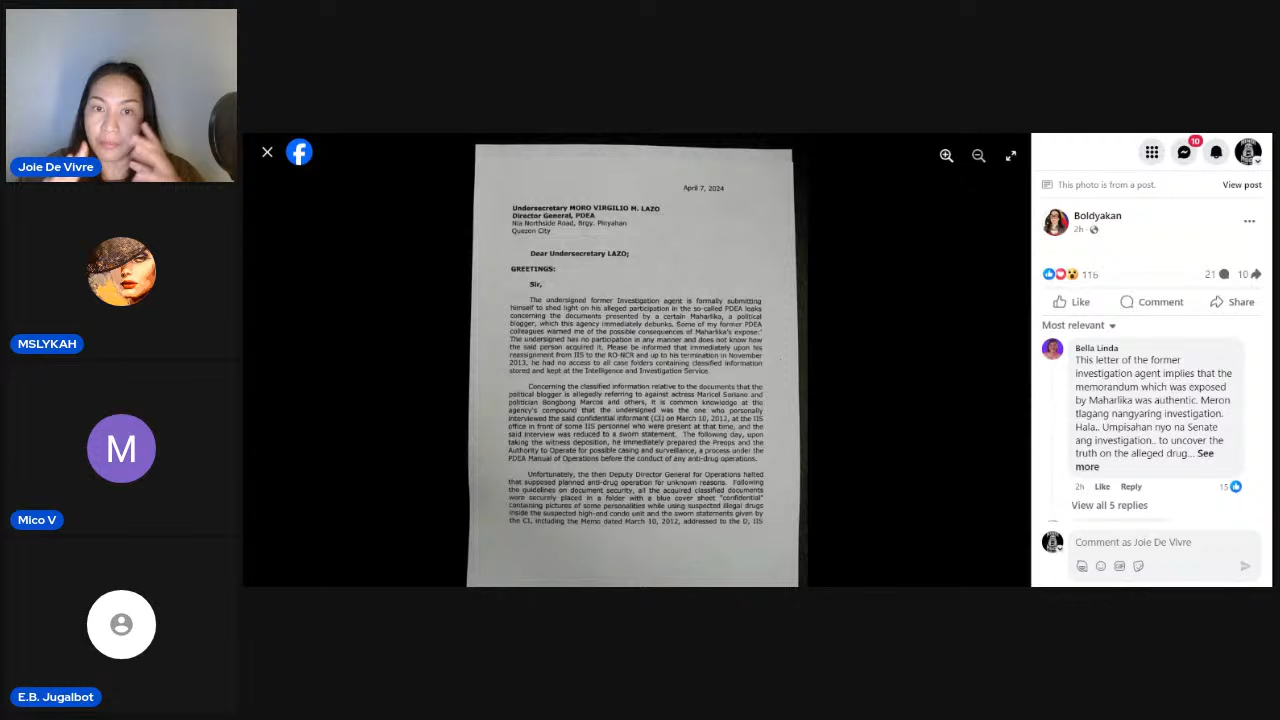 Joie De Vivre
MSLYKAH
M
Mico V
E.B. Jugalbot
April 7, 2024
Undersecretary MORO VIRGILIO M. LAZO
Director General, PDEA
Nia Northside Road, Brgy. Pinyahan
Quezon City
Dear Undersecretary LAZO;
GREETINGS:
Sir,
The undersigned former Investigation agent is formally submitting
himself to shed light on his alleged participation in the so-called PDEA leaks
concerning the documents presented by a certain Maharlika, a political
blogger, which this agency immediately debunks. Some of my former PDEA
colleagues warned me of the possible consequences of Maharlika's expose:'
The undersigned has no participation in any manner and does not know how
the said person acquired it. Please be informed that immediately upon his
reassignment from IIS to the RO-NCR and up to his termination in November
2013, he had no access to all case folders containing classified information
stored and kept at the Intelligence and Investigation Service.
Concerning the classified information relative to the documents that the
political blogger is allegedly referring to against actress Maricel Soriano and
politician Bongbong Marcos and others, it is common knowledge at the
agency's compound that the undersigned was the one who personally
interviewed the said confidential informant (CI) on March 10, 2012, at the IIS
office in front of some IIS personnel who were present at that time, and the
said interview was reduced to a sworn statement. The following day, upon
taking the witness deposition, he immediately prepared the Preops and the
Authority to Operate for possible casing and surveillance, a process under the
PDEA Manual of Operations before the conduct of any anti-drug operations.
Unfortunately, the then Deputy Director General for Operations halted
that supposed planned anti-drug operation for unknown reasons. Following
the guidelines on document security, all the acquired classified documents
were securely placed in a folder with a blue cover sheet "confidential"
containing pictures of some personalities while using suspected illegal drugs
inside the suspected high-end condo unit and the sworn statements given by
the CI, including the Memo dated March 10, 2012, addressed to the D, IIS
10
This photo is from a post.
View post
Boldyakan
2h
116
21
10
Like
Comment
Share
Most relevant
Bella Linda
This letter of the former
investigation agent implies that the
memorandum which was exposed
by Maharlika was authentic. Meron
tlagang nangyaring investigation.
Hala.. Umpisahan nyo na Senate
ang investigation.. to uncover the
truth on the alleged drug... See
more
2h Like Reply
15
View all 5 replies
Comment as Joie De Vivre
GIF